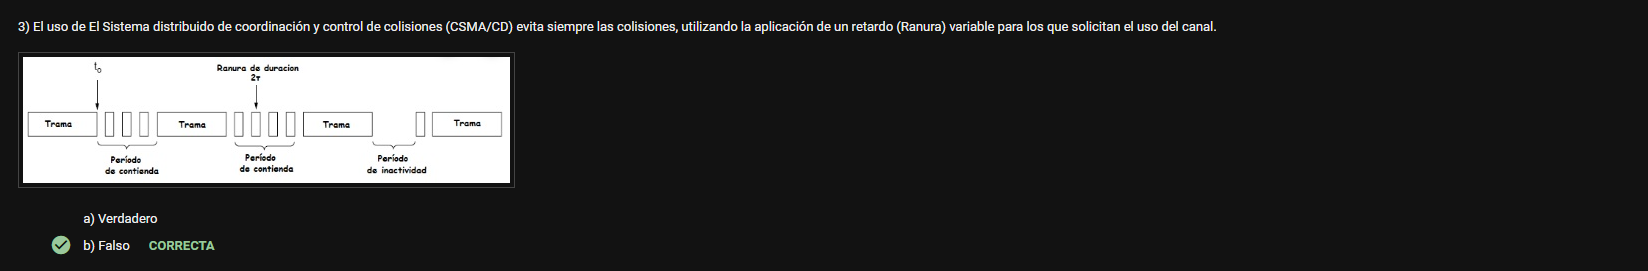 3) El uso de El Sistema distribuido de coordinación y control de colisiones (CSMA/CD) evita siempre las colisiones, utilizando la aplicación de un retardo (Ranura) variable para los que solicitan el uso del canal.
t₀
Ranura de duracion
2τ
Trama Trama Trama Trama
Período
de contienda
Período
de contienda
Período
de inactividad
a) Verdadero
b) Falso CORRECTA